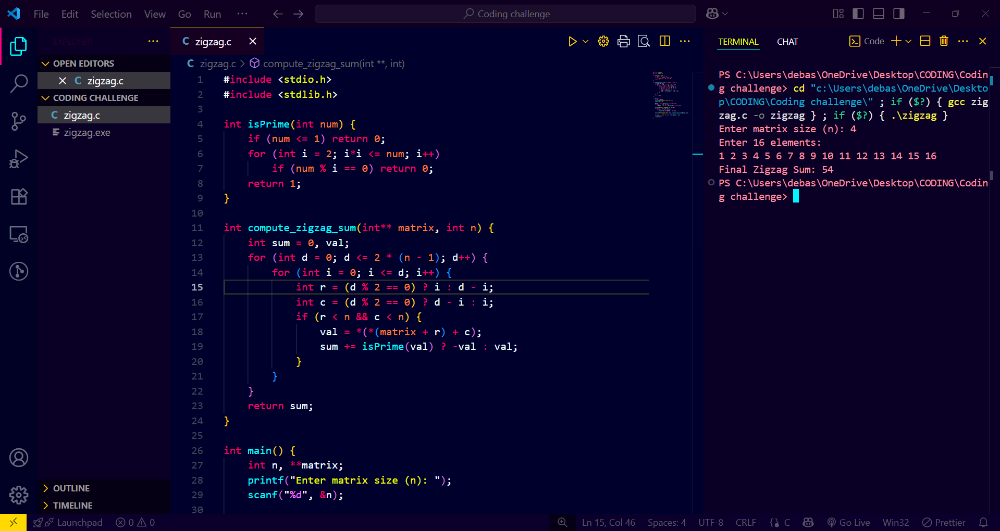 File Edit Selection View Go Run ··· Coding challenge
EXPLORER
OPEN EDITORS
C zigzag.c
CODING CHALLENGE
C zigzag.c
zigzag.exe
OUTLINE
TIMELINE
C zigzag.c
C zigzag.c > compute_zigzag_sum(int **, int)
1 #include <stdio.h>
2 #include <stdlib.h>
3
4 int isPrime(int num) {
5 if (num <= 1) return 0;
6 for (int i = 2; i*i <= num; i++)
7 if (num % i == 0) return 0;
8 return 1;
9 }
10
11 int compute_zigzag_sum(int** matrix, int n) {
12 int sum = 0, val;
13 for (int d = 0; d <= 2 * (n - 1); d++) {
14 for (int i = 0; i <= d; i++) {
15 int r = (d % 2 == 0) ? i : d - i;
16 int c = (d % 2 == 0) ? d - i : i;
17 if (r < n && c < n) {
18 val = *(*(matrix + r) + c);
19 sum += isPrime(val) ? -val : val;
20 }
21 }
22 }
23 return sum;
24 }
25
26 int main() {
27 int n, **matrix;
28 printf("Enter matrix size (n): ");
29 scanf("%d", &n);
30
TERMINAL CHAT Code
PS C:\Users\debas\OneDrive\Desktop\CODING\Codin
g challenge> cd "c:\Users\debas\OneDrive\Deskto
p\CODING\Coding challenge\" ; if ($?) { gcc zig
zag.c -o zigzag } ; if ($?) { .\zigzag }
Enter matrix size (n): 4
Enter 16 elements:
1 2 3 4 5 6 7 8 9 10 11 12 13 14 15 16
Final Zigzag Sum: 54
PS C:\Users\debas\OneDrive\Desktop\CODING\Codin
g challenge>
Launchpad 0 0 Ln 15, Col 46 Spaces: 4 UTF-8 CRLF C Go Live Win32 Prettier